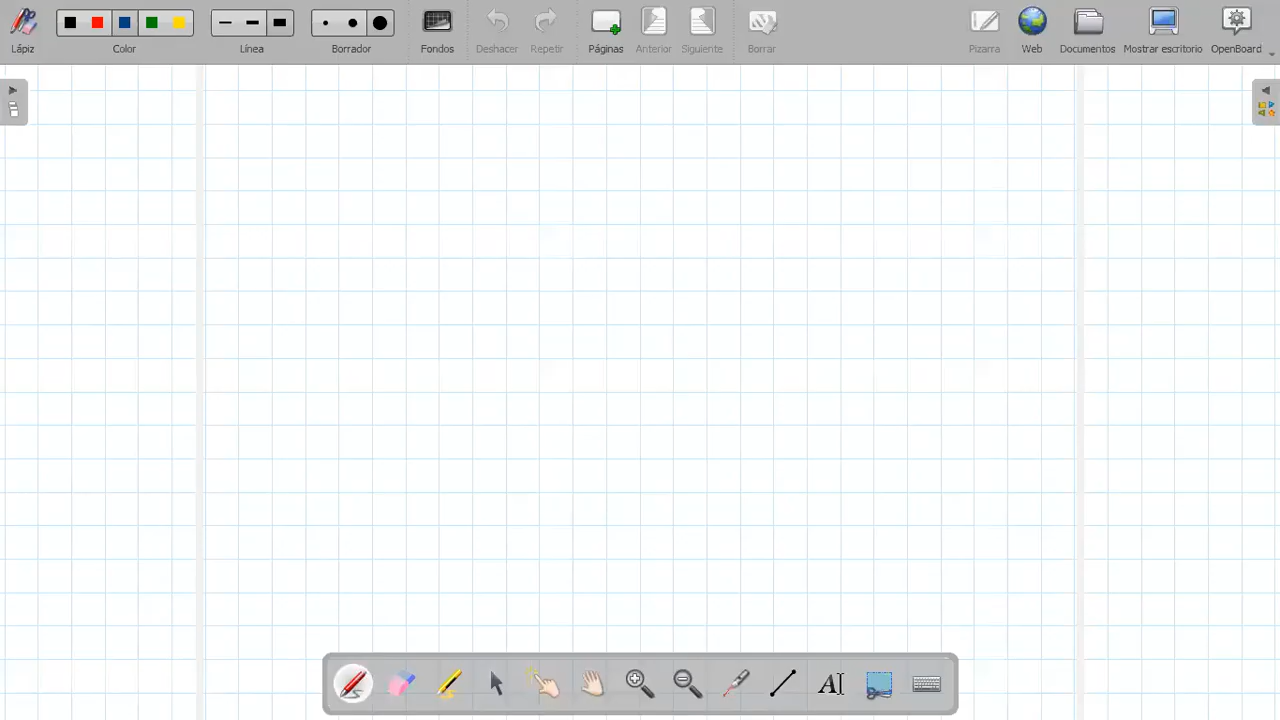 Lápiz Color Línea Borrador Fondos Deshacer Repetir Páginas Anterior Siguiente Borrar Pizarra Web Documentos Mostrar escritorio OpenBoard